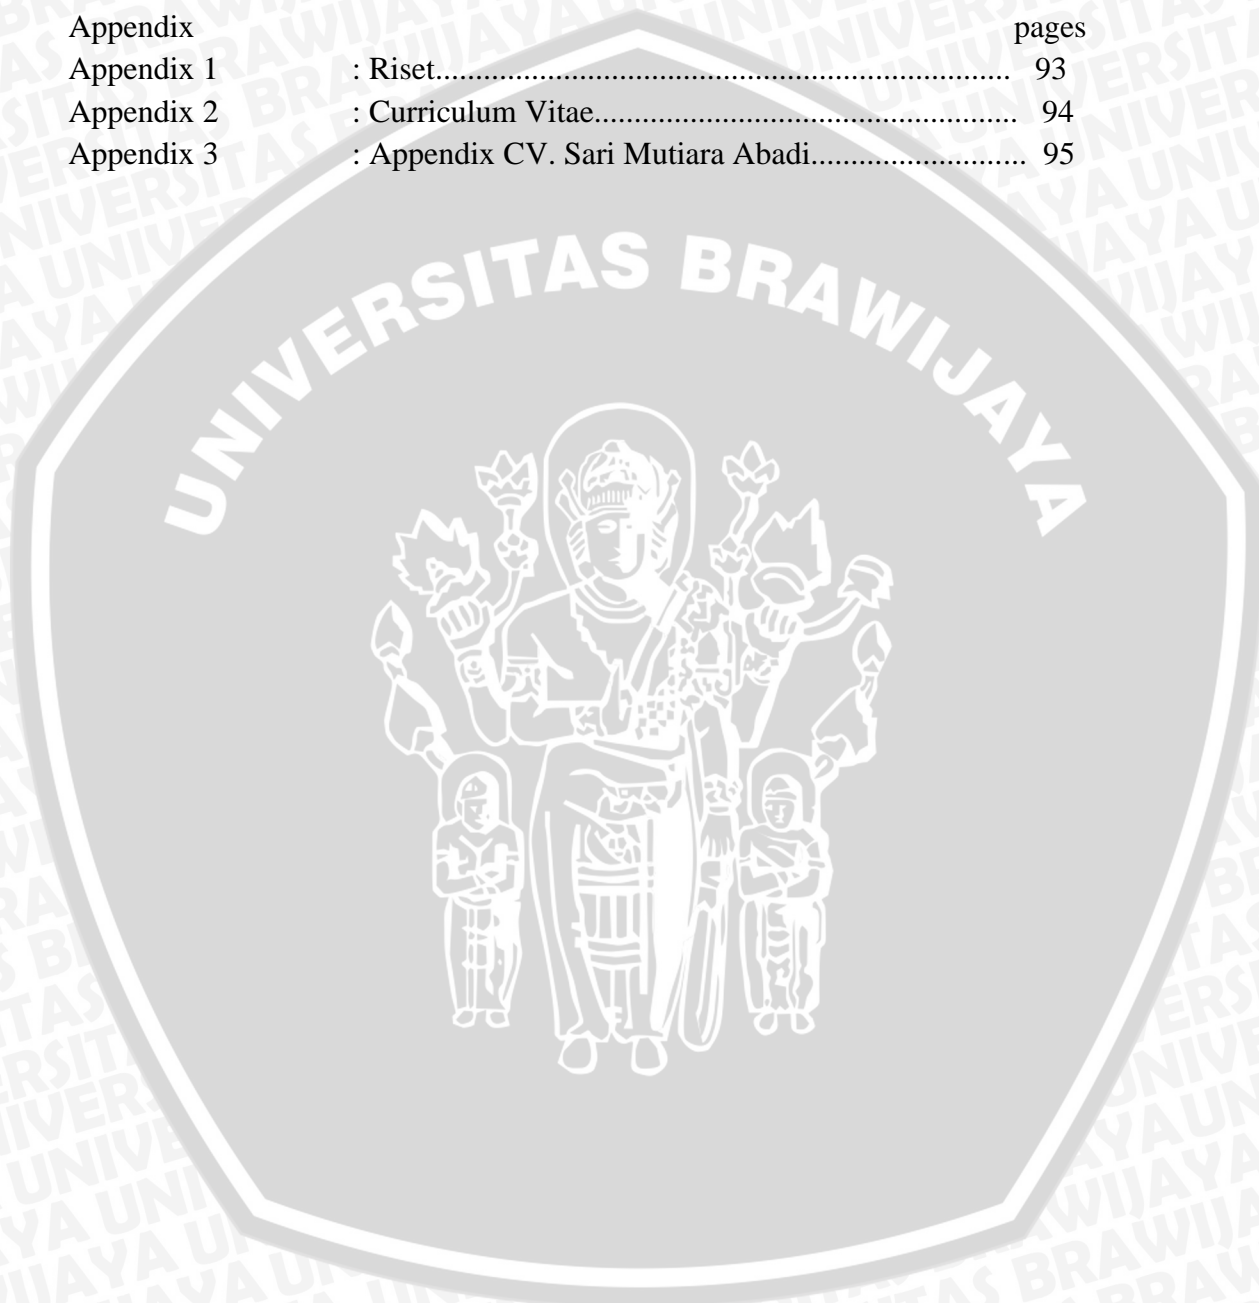 Appendix pages
Appendix 1 : Riset........................................................................ 93
Appendix 2 : Curriculum Vitae..................................................... 94
Appendix 3 : Appendix CV. Sari Mutiara Abadi........................... 95
UNIVERSITAS BRAWIJAYA